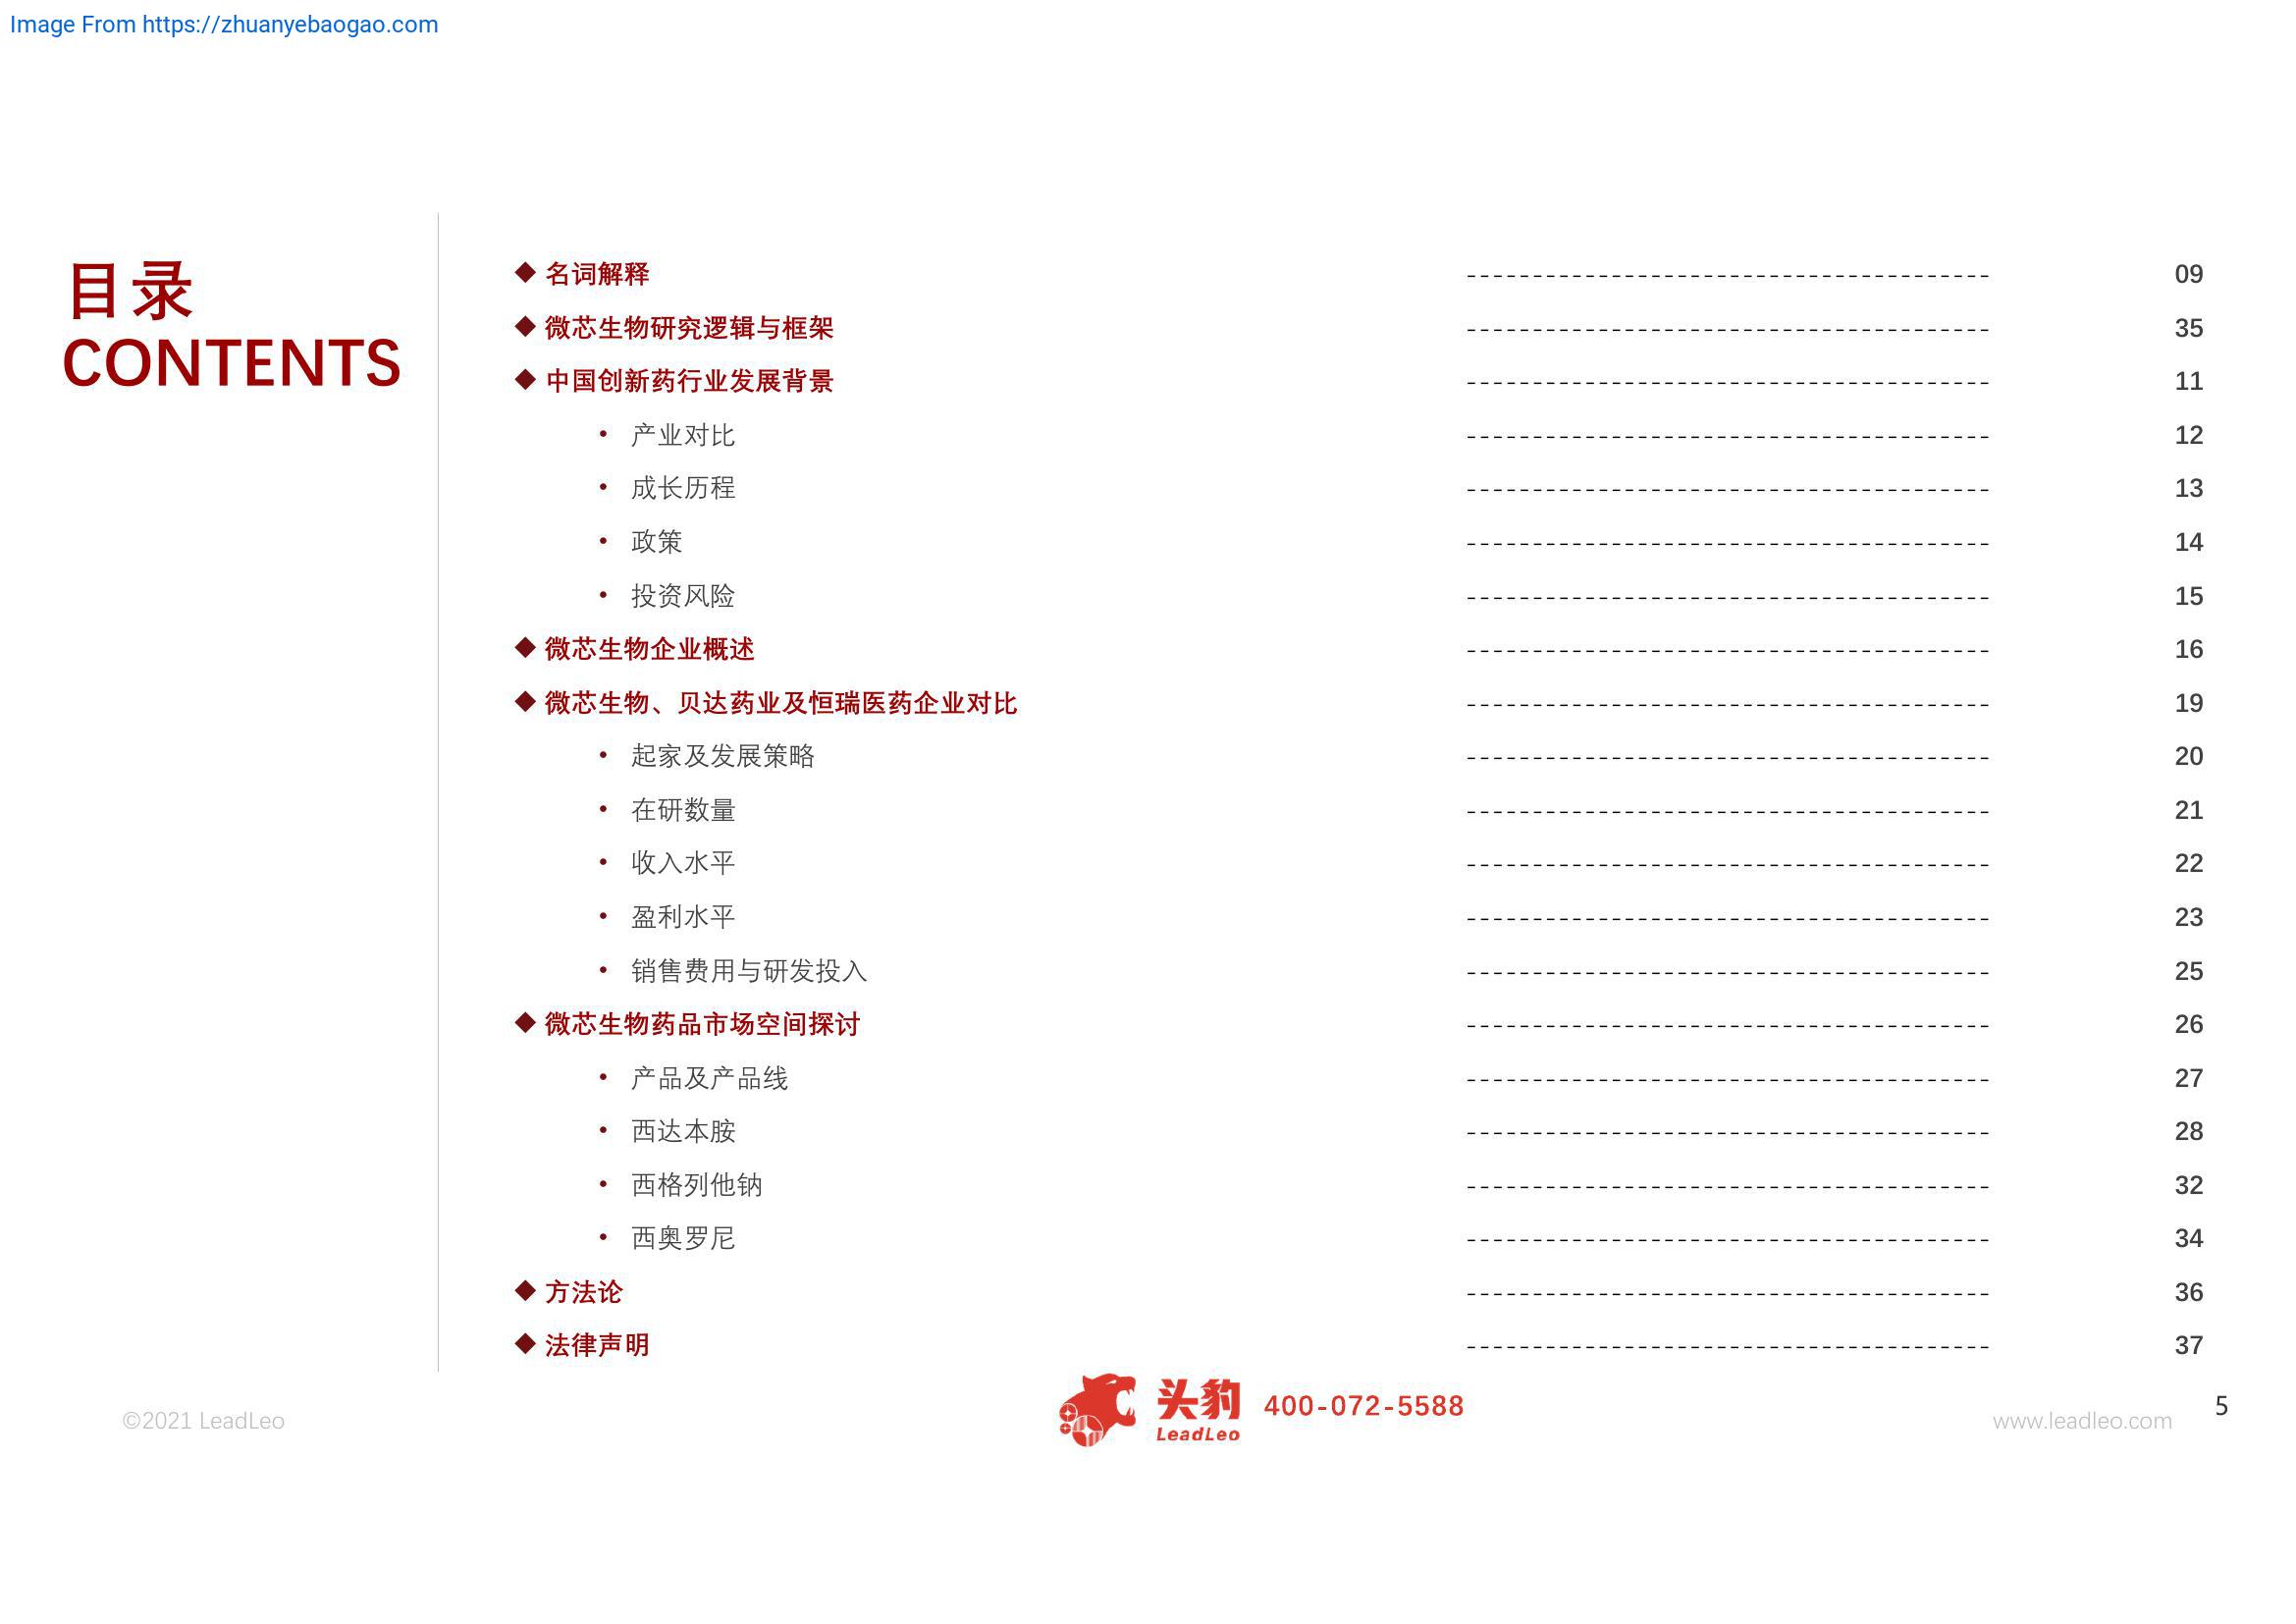 Image From https://zhuanyebaogao.com
目录
CONTENTS
◆ 名词解释 ---------------------------------------- 09
◆ 微芯生物研究逻辑与框架 ---------------------------------------- 35
◆ 中国创新药行业发展背景 ---------------------------------------- 11
• 产业对比 ---------------------------------------- 12
• 成长历程 ---------------------------------------- 13
• 政策 ---------------------------------------- 14
• 投资风险 ---------------------------------------- 15
◆ 微芯生物企业概述 ---------------------------------------- 16
◆ 微芯生物、贝达药业及恒瑞医药企业对比 ---------------------------------------- 19
• 起家及发展策略 ---------------------------------------- 20
• 在研数量 ---------------------------------------- 21
• 收入水平 ---------------------------------------- 22
• 盈利水平 ---------------------------------------- 23
• 销售费用与研发投入 ---------------------------------------- 25
◆ 微芯生物药品市场空间探讨 ---------------------------------------- 26
• 产品及产品线 ---------------------------------------- 27
• 西达本胺 ---------------------------------------- 28
• 西格列他钠 ---------------------------------------- 32
• 西奥罗尼 ---------------------------------------- 34
◆ 方法论 ---------------------------------------- 36
◆ 法律声明 ---------------------------------------- 37
©2021 LeadLeo
头豹
LeadLeo
400-072-5588
www.leadleo.com
5